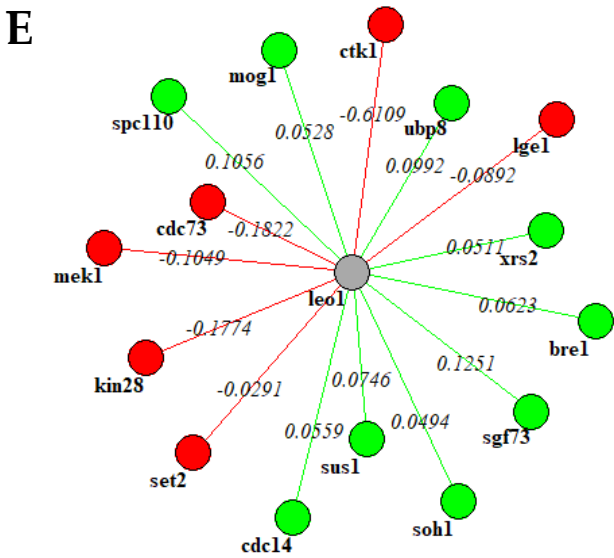 E
ctk1
mog1
-0.6109
ubp8
spc110
0.0528
lge1
0.1056
0.0992
-0.0892
cdc73
-0.1822
0.0511
xrs2
mek1
-0.1049
leo1
0.0623
-0.1774
bre1
kin28
0.1251
0.0746
-0.0291
0.0494
sgf73
0.0559
sus1
set2
soh1
cdc14